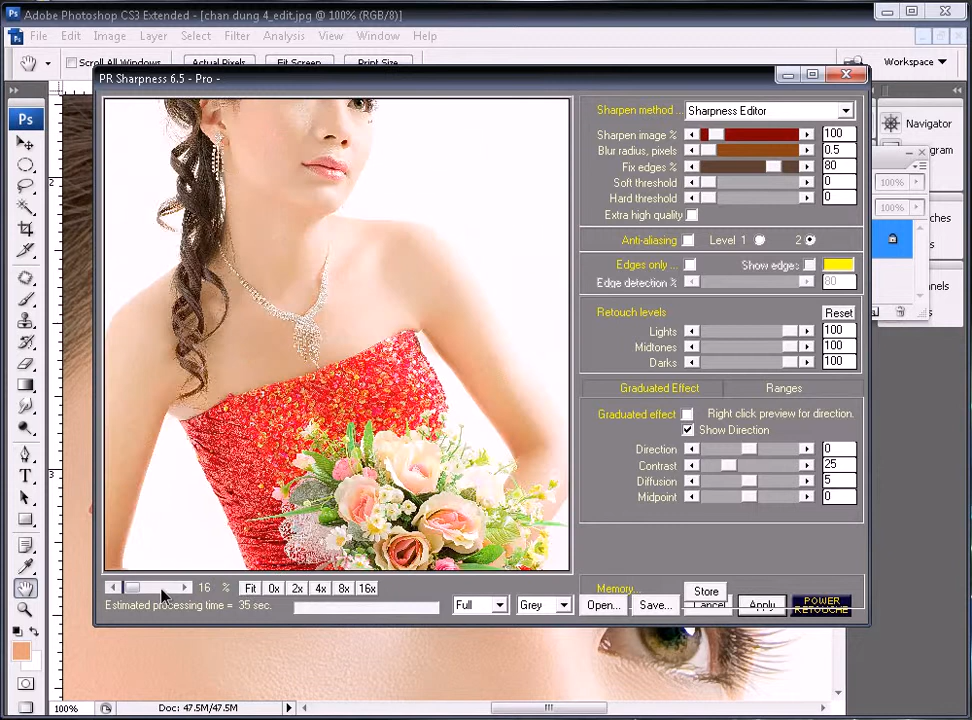 Adobe Photoshop CS3 Extended - [chan dung 4_edit.jpg @ 100% (RGB/8)]
File Edit Image Layer Select Filter Analysis View Window Help
Scroll All Windows Actual Pixels Fit Screen Print Size Workspace
PR Sharpness 6.5 - Pro -
Ps
Sharpen method ... Sharpness Editor
Sharpen image % 100
Blur radius, pixels 0.5
Fix edges % 80
Soft threshold 0
Hard threshold 0
Extra high quality
Anti-aliasing Level 1 2
Edges only ... Show edges
Edge detection % 80
Retouch levels Reset
Lights 100
Midtones 100
Darks 100
Graduated Effect Ranges
Graduated effect Right click preview for direction.
Show Direction
Direction 0
Contrast 25
Diffusion 5
Midpoint 0
16 % Fit 0x 2x 4x 8x 16x
Memory... Store
Estimated processing time = 35 sec. Full Grey Open... Save... Cancel Apply POWER RETOUCHE
Navigator
100%
100%
2
3
100% Doc: 47.5M/47.5M